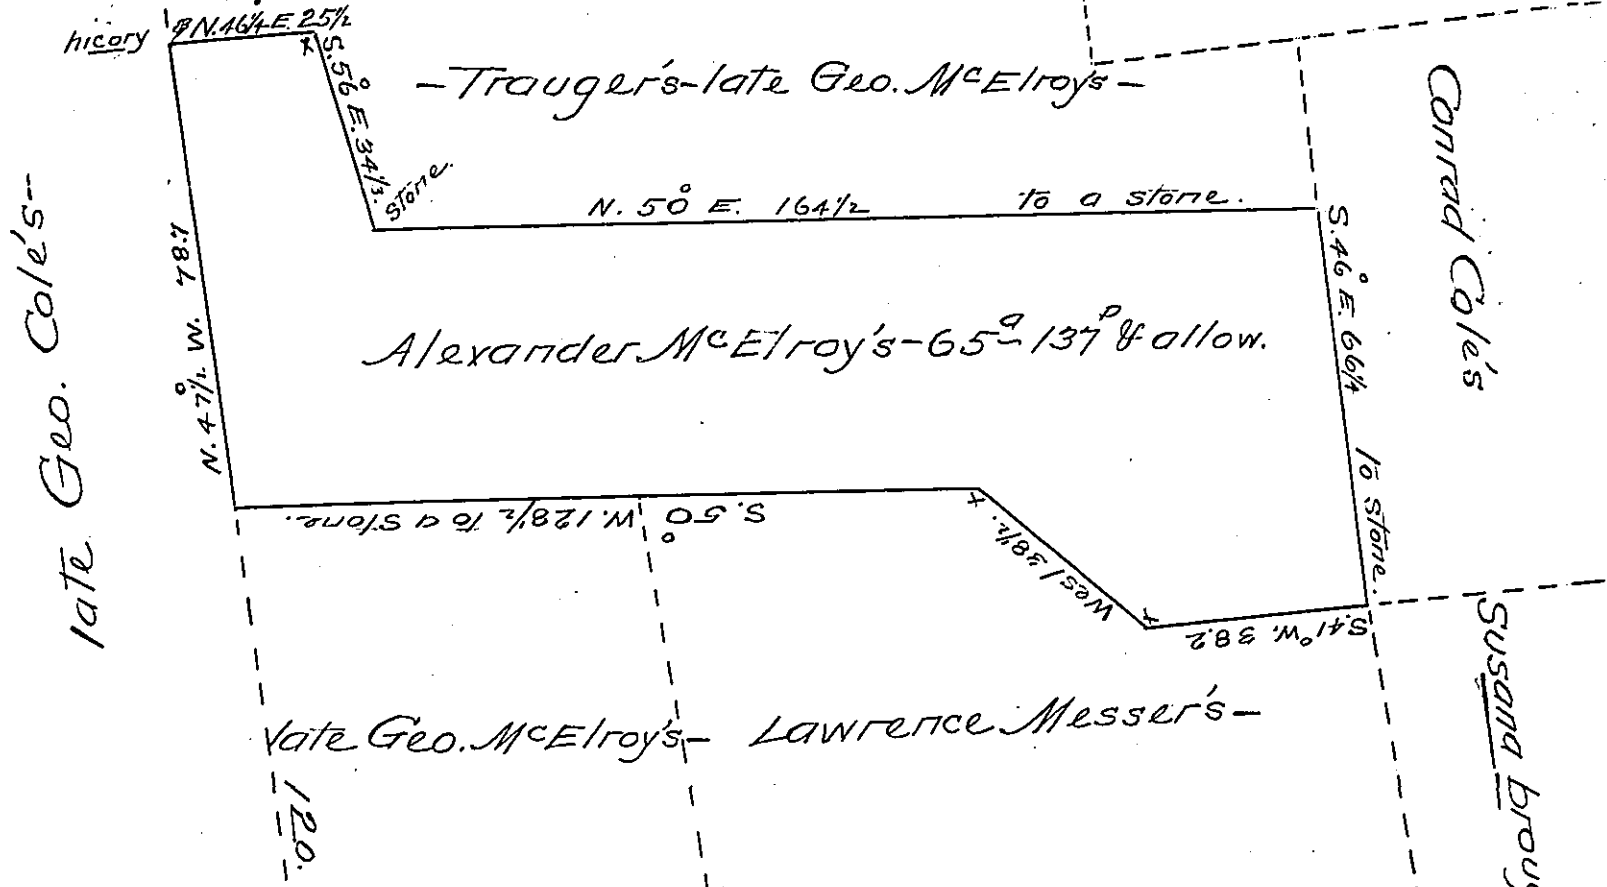 hicory
N. 46¼ E. 25½
S. 56° E. 34⅓.
stone.
-Trauger's-late Geo. McElroy's-
N. 50° E. 164½ to a stone.
Conrad Cole's
S. 46° E. 66¼ to stone.
late Geo. Cole's-
N. 47½° W. 78.7
Alexander McElroy's-65a 137p & allow.
S. 50° W. 128½ to a stone.
West 38½.
S. 41° W. 38.2
Susana
late Geo. McElroy's- Lawrence Messer's-
120.